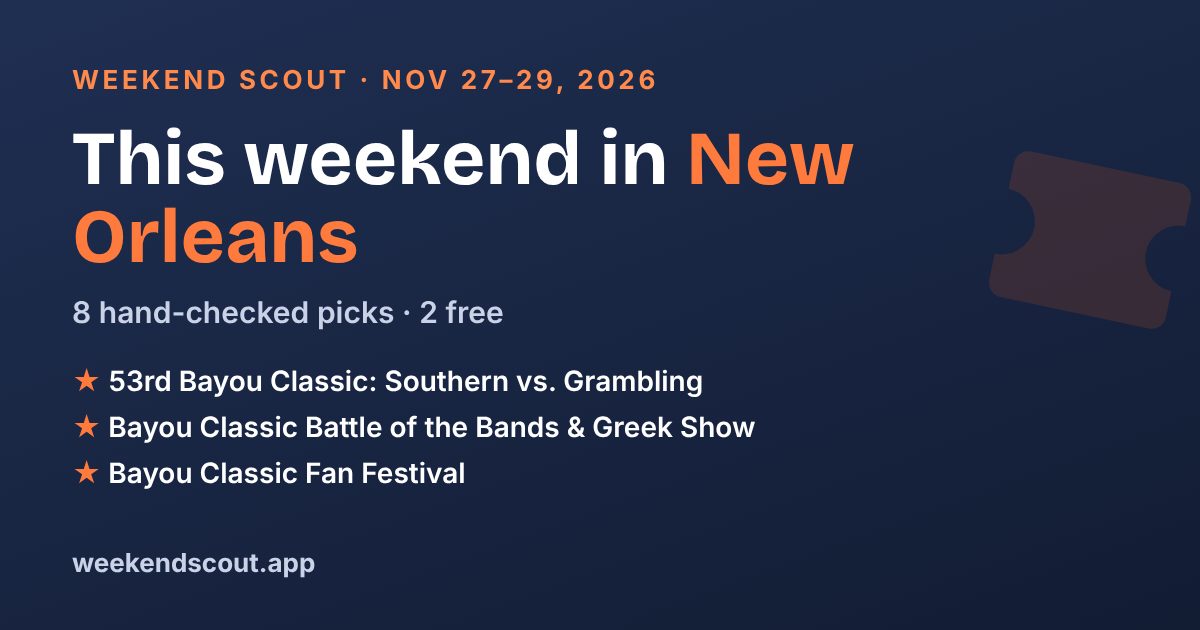 WEEKEND SCOUT · NOV 27–29, 2026
This weekend in New
Orleans
8 hand-checked picks · 2 free
★ 53rd Bayou Classic: Southern vs. Grambling
★ Bayou Classic Battle of the Bands & Greek Show
★ Bayou Classic Fan Festival
weekendscout.app